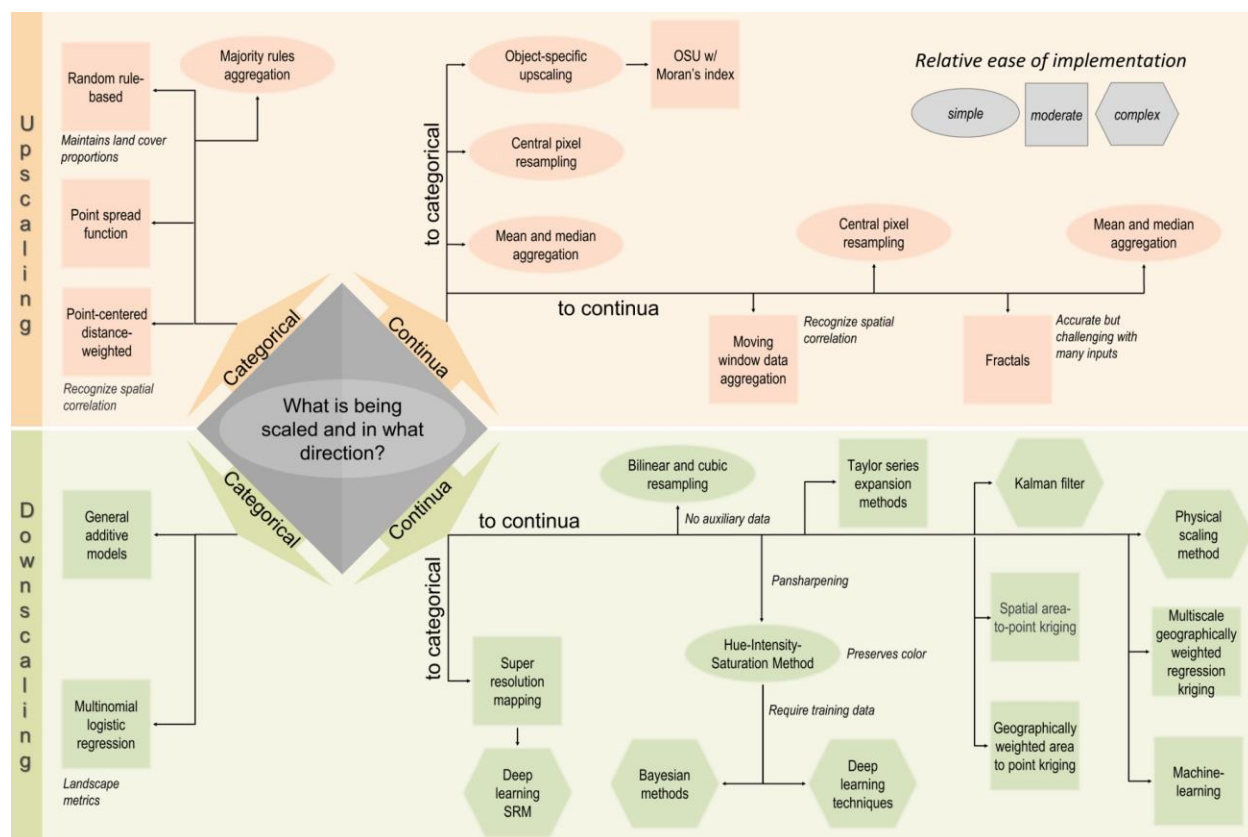 Upscaling
Random rule-
based
Maintains land cover
proportions
Majority rules
aggregation
Point spread
function
Point-centered
distance-
weighted
Recognize spatial
correlation
to categorical
Object-specific
upscaling
OSU w/
Moran's index
Central pixel
resampling
Mean and median
aggregation
Relative ease of implementation
simple
moderate
complex
to continua
Central pixel
resampling
Mean and median
aggregation
Moving
window data
aggregation
Recognize spatial
correlation
Fractals
Accurate but
challenging with
many inputs
Categorical
Continua
What is being
scaled and in what
direction?
Categorical
Continua
Downscaling
General
additive
models
Multinomial
logistic
regression
Landscape
metrics
to continua
to categorical
Super
resolution
mapping
Deep
learning
SRM
Bilinear and cubic
resampling
No auxiliary data
Pansharpening
Hue-Intensity-
Saturation Method
Preserves color
Require training data
Bayesian
methods
Deep
learning
techniques
Taylor series
expansion
methods
Kalman filter
Spatial area-
to-point kriging
Geographically
weighted area
to point kriging
Physical
scaling
method
Multiscale
geographically
weighted
regression
kriging
Machine-
learning